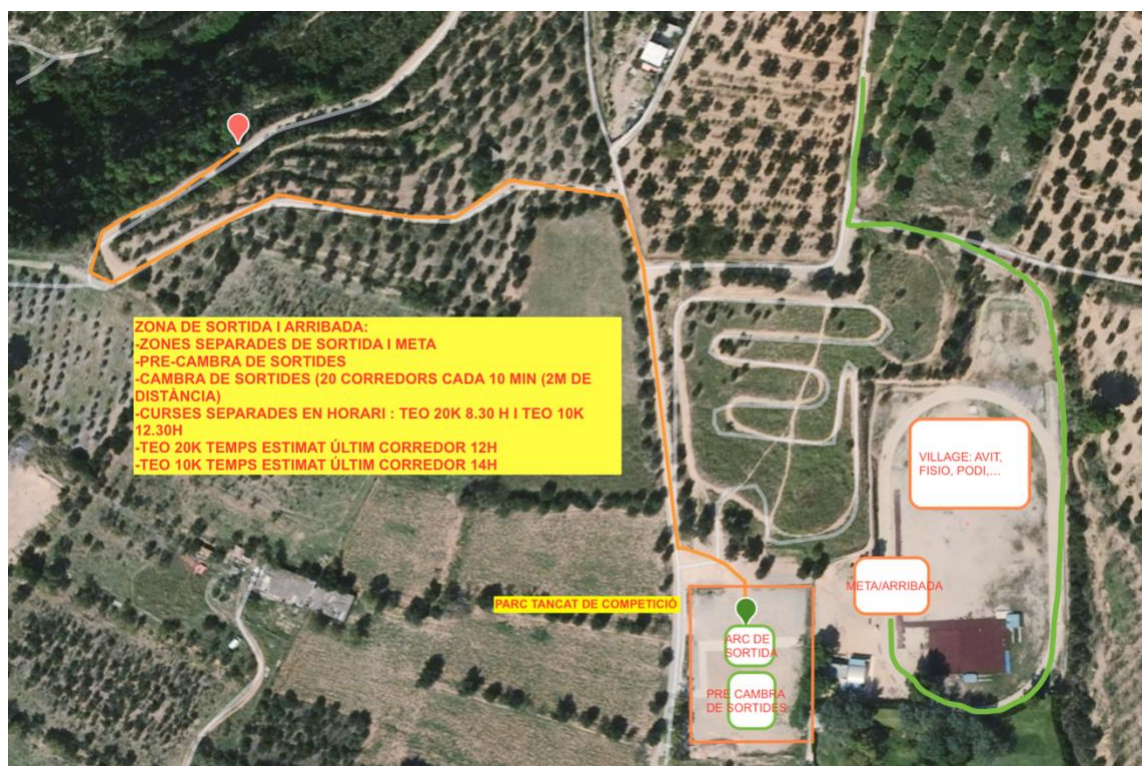 ZONA DE SORTIDA I ARRIBADA:
-ZONES SEPARADES DE SORTIDA I META
-PRE-CAMBRA DE SORTIDES
-CAMBRA DE SORTIDES (20 CORREDORS CADA 10 MIN (2M DE
DISTÀNCIA)
-CURSES SEPARADES EN HORARI : TEO 20K 8.30 H I TEO 10K
12.30H
-TEO 20K TEMPS ESTIMAT ÚLTIM CORREDOR 12H
-TEO 10K TEMPS ESTIMAT ÚLTIM CORREDOR 14H
VILLAGE: AVIT,
FISIO, PODI,...
META/ARRIBADA
PARC TANCAT DE COMPETICIÓ
ARC DE
SORTIDA
PRE CAMBRA
DE SORTIDES